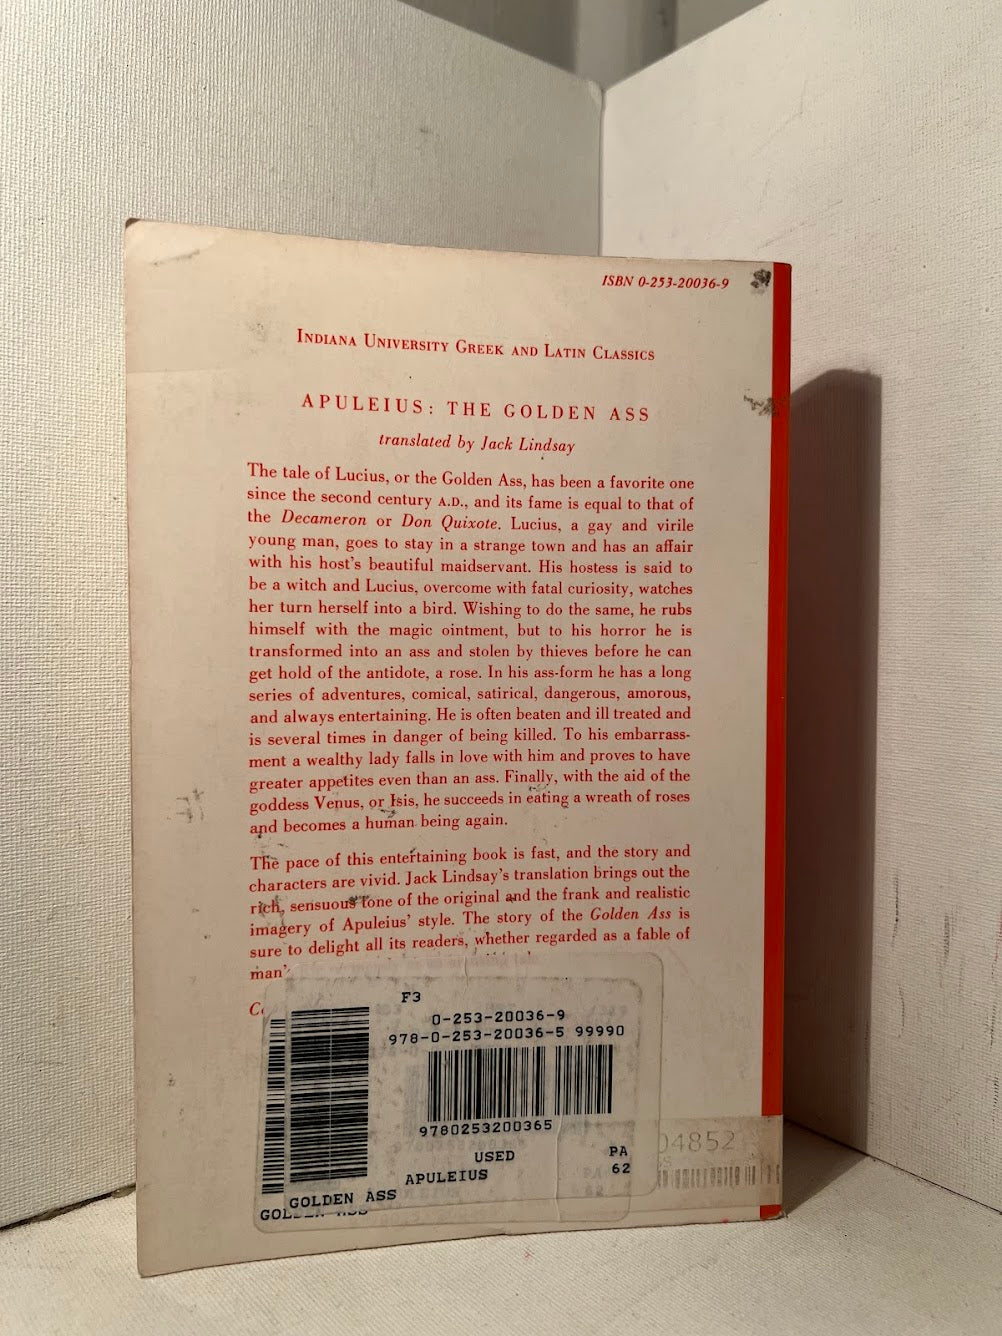 ISBN 0-253-20036-9
INDIANA UNIVERSITY GREEK AND LATIN CLASSICS
APULEIUS: THE GOLDEN ASS
translated by Jack Lindsay
The tale of Lucius, or the Golden Ass, has been a favorite one
since the second century A.D., and its fame is equal to that of
the Decameron or Don Quixote. Lucius, a gay and virile
young man, goes to stay in a strange town and has an affair
with his host's beautiful maidservant. His hostess is said to
be a witch and Lucius, overcome with fatal curiosity, watches
her turn herself into a bird. Wishing to do the same, he rubs
himself with the magic ointment, but to his horror he is
transformed into an ass and stolen by thieves before he can
get hold of the antidote, a rose. In his ass-form he has a long
series of adventures, comical, satirical, dangerous, amorous,
and always entertaining. He is often beaten and ill treated and
is several times in danger of being killed. To his embarrass-
ment a wealthy lady falls in love with him and proves to have
greater appetites even than an ass. Finally, with the aid of the
goddess Venus, or Isis, he succeeds in eating a wreath of roses
and becomes a human being again.
The pace of this entertaining book is fast, and the story and
characters are vivid. Jack Lindsay's translation brings out the
rich, sensuous tone of the original and the frank and realistic
imagery of Apuleius' style. The story of the Golden Ass is
sure to delight all its readers, whether regarded as a fable of
man's
F3
0-253-20036-9
978-0-253-20036-5 99990
9780253200365
USED
PA
APULEIUS
62
GOLDEN ASS
04852